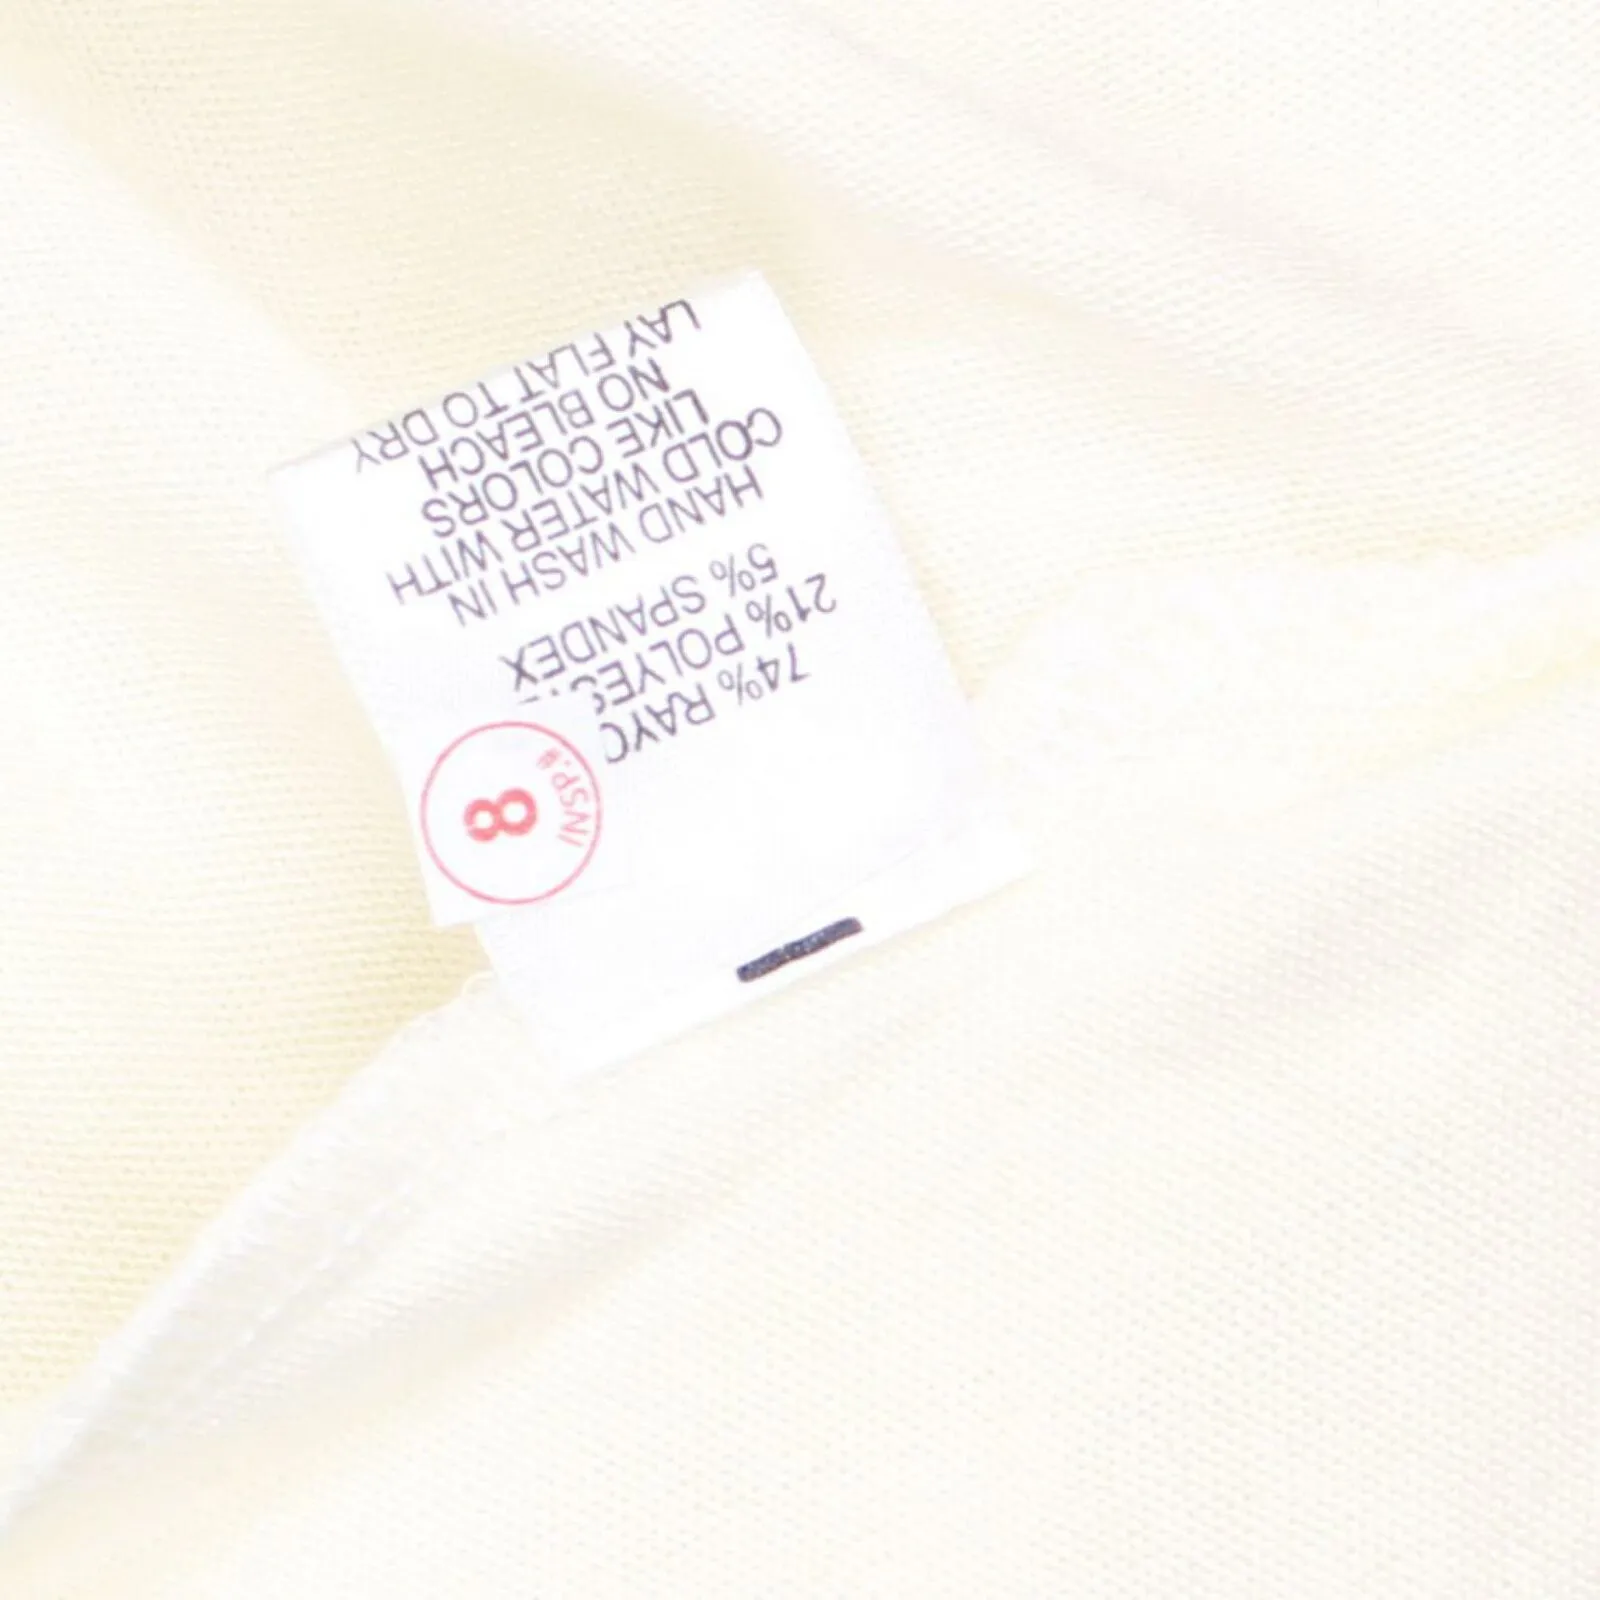 74% RAYO
21% POLYES
5% SPANDEX
HAND WASH IN
COLD WATER WITH
LIKE COLORS
NO BLEACH
LAY FLAT TO DRY
INSP.#
8